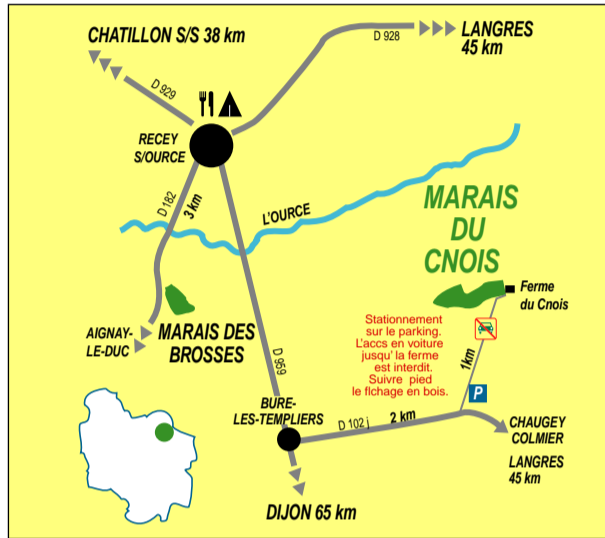 CHATILLON S/S 38 km
D 929
D 928
LANGRES
45 km
RECEY
S/OURCE
D 182
3 km
L'OURCE
MARAIS
DU
CNOIS
Ferme
du Cnois
Stationnement
sur le parking.
L'accs en voiture
jusqu' la ferme
est interdit.
Suivre pied
le flchage en bois.
1km
P
AIGNAY-
LE-DUC
MARAIS DES
BROSSES
D 959
BURE-
LES-TEMPLIERS
D 102 j
2 km
CHAUGEY
COLMIER
LANGRES
45 km
DIJON 65 km